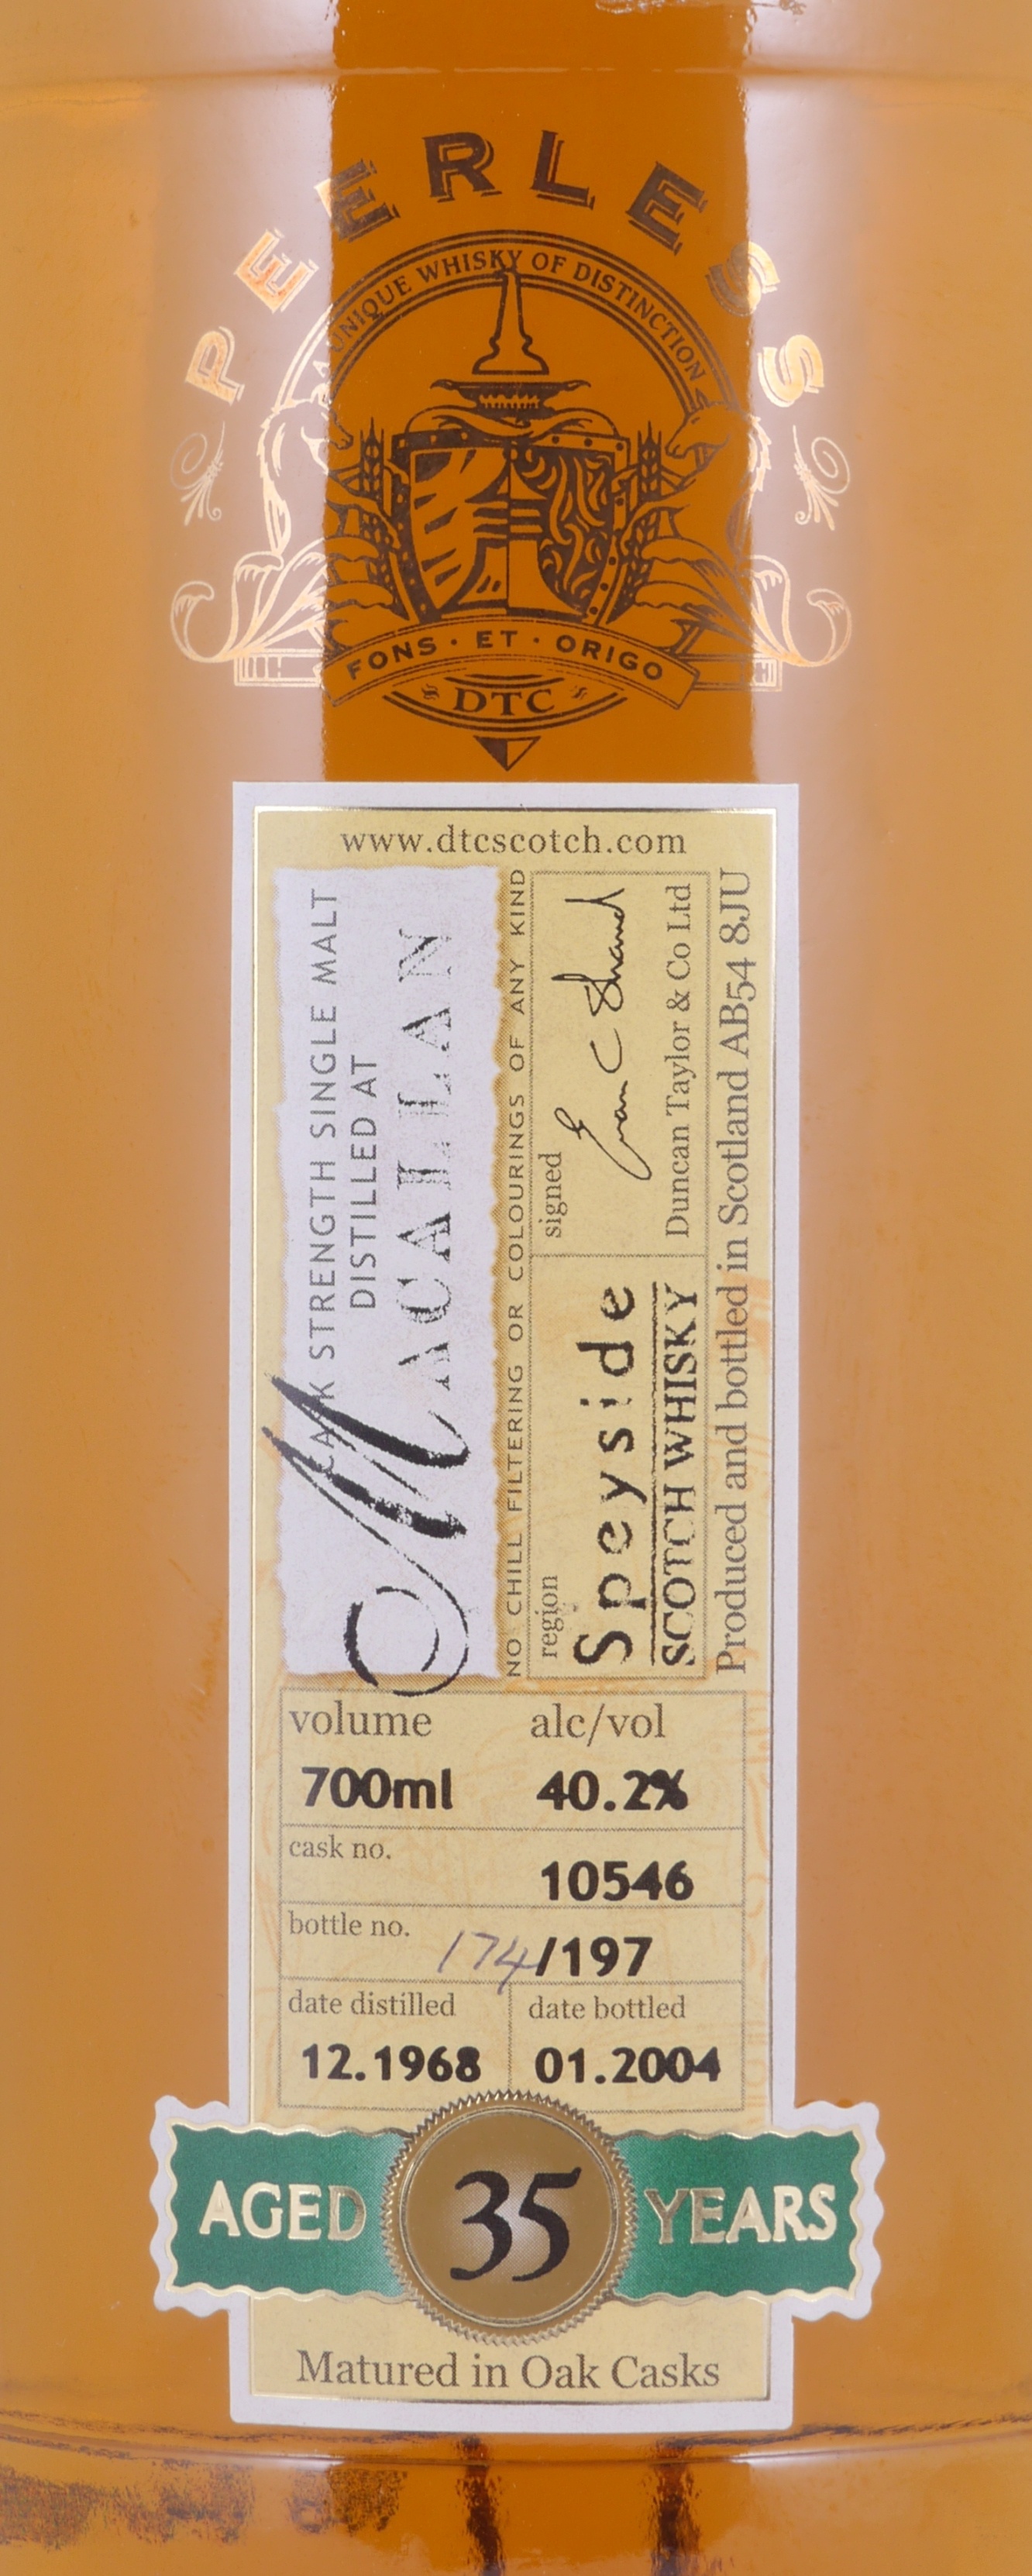 PEERLESS
A UNIQUE WHISKY OF DISTINCTION
FONS · ET · ORIGO
DTC
www.dtcscotch.com
CASK STRENGTH SINGLE MALT
DISTILLED AT
MACALLAN
NO CHILL FILTERING OR COLOURINGS OF ANY KIND
region
Speyside
SCOTCH WHISKY
signed
Euan C Shand
Duncan Taylor & Co Ltd
Produced and bottled in Scotland AB54 8JU
volume
700ml
alc/vol
40.2%
cask no.
10546
bottle no.
174/197
date distilled
12.1968
date bottled
01.2004
AGED 35 YEARS
Matured in Oak Casks